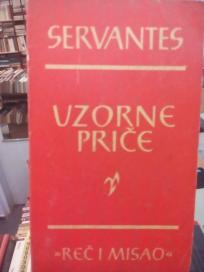 SERVANTES
UZORNE
PRIČE
»REČ I MISAO«